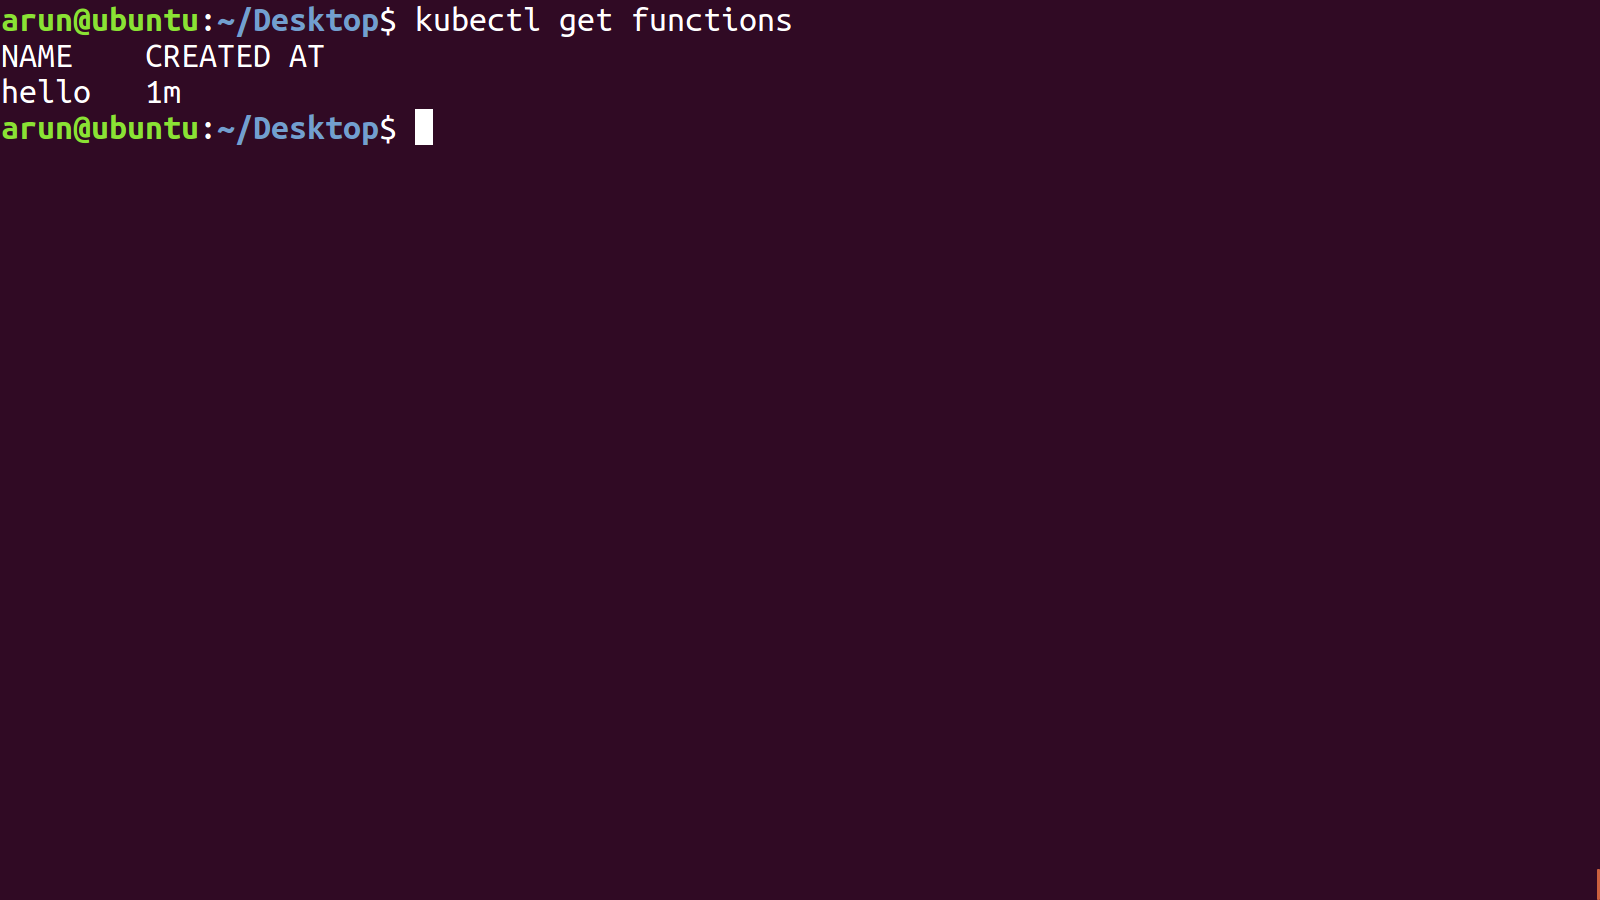 arun@ubuntu:~/Desktop$ kubectl get functions
NAME    CREATED AT
hello   1m
arun@ubuntu:~/Desktop$